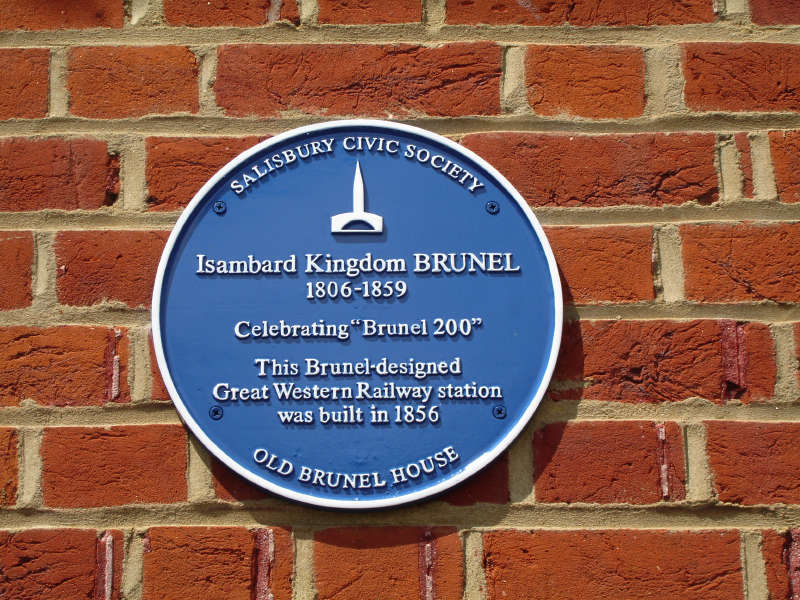 SALISBURY CIVIC SOCIETY
Isambard Kingdom BRUNEL
1806-1859
Celebrating "Brunel 200"
This Brunel-designed
Great Western Railway station
was built in 1856
OLD BRUNEL HOUSE